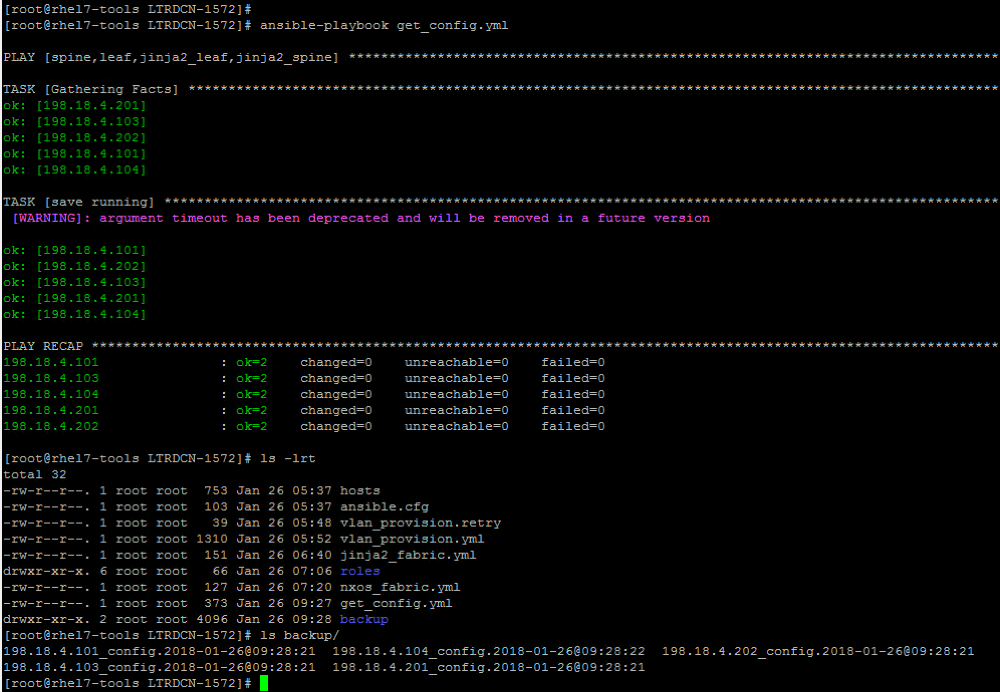 [root@rhel7-tools LTRDCN-1572]#
[root@rhel7-tools LTRDCN-1572]# ansible-playbook get_config.yml
PLAY [spine,leaf,jinja2_leaf,jinja2_spine] *********************************************************************************
TASK [Gathering Facts] *****************************************************************************************************
ok: [198.18.4.201]
ok: [198.18.4.103]
ok: [198.18.4.202]
ok: [198.18.4.101]
ok: [198.18.4.104]
TASK [save running] ********************************************************************************************************
[WARNING]: argument timeout has been deprecated and will be removed in a future version
ok: [198.18.4.101]
ok: [198.18.4.202]
ok: [198.18.4.103]
ok: [198.18.4.201]
ok: [198.18.4.104]
PLAY RECAP *****************************************************************************************************************
198.18.4.101 : ok=2 changed=0 unreachable=0 failed=0
198.18.4.103 : ok=2 changed=0 unreachable=0 failed=0
198.18.4.104 : ok=2 changed=0 unreachable=0 failed=0
198.18.4.201 : ok=2 changed=0 unreachable=0 failed=0
198.18.4.202 : ok=2 changed=0 unreachable=0 failed=0
[root@rhel7-tools LTRDCN-1572]# ls -lrt
total 32
-rw-r--r--. 1 root root 753 Jan 26 05:37 hosts
-rw-r--r--. 1 root root 103 Jan 26 05:37 ansible.cfg
-rw-r--r--. 1 root root 39 Jan 26 05:48 vlan_provision.retry
-rw-r--r--. 1 root root 1310 Jan 26 05:52 vlan_provision.yml
-rw-r--r--. 1 root root 151 Jan 26 06:40 jinja2_fabric.yml
drwxr-xr-x. 6 root root 66 Jan 26 07:06 roles
-rw-r--r--. 1 root root 127 Jan 26 07:20 nxos_fabric.yml
-rw-r--r--. 1 root root 373 Jan 26 09:27 get_config.yml
drwxr-xr-x. 2 root root 4096 Jan 26 09:28 backup
[root@rhel7-tools LTRDCN-1572]# ls backup/
198.18.4.101_config.2018-01-26@09:28:21 198.18.4.104_config.2018-01-26@09:28:22 198.18.4.202_config.2018-01-26@09:28:21
198.18.4.103_config.2018-01-26@09:28:21 198.18.4.201_config.2018-01-26@09:28:21
[root@rhel7-tools LTRDCN-1572]#